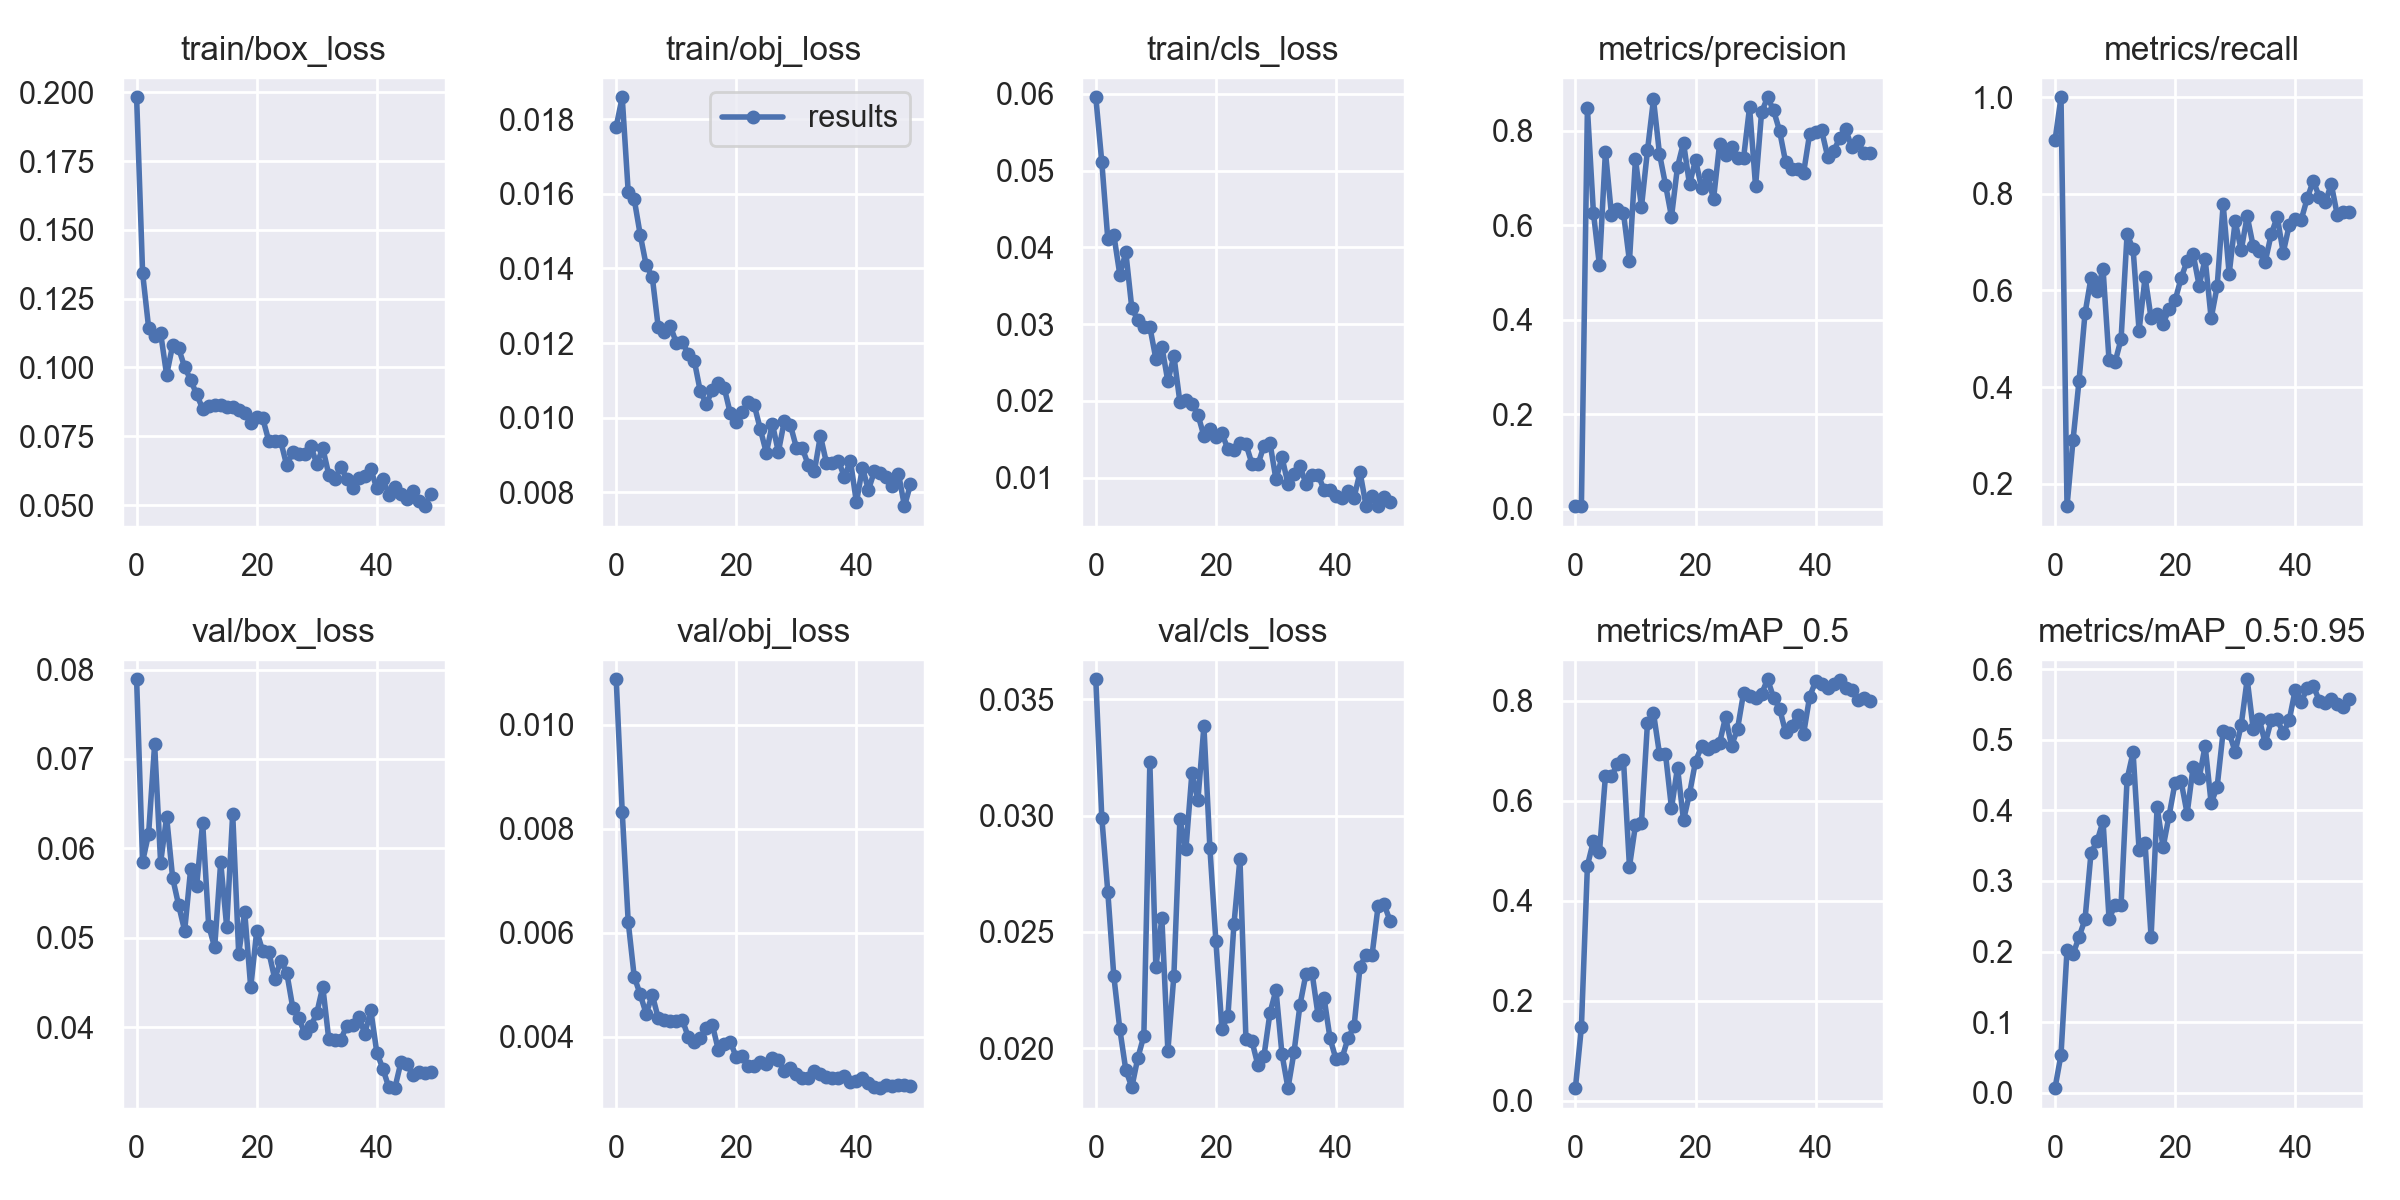 train/box_loss
0.200
0.175
0.150
0.125
0.100
0.075
0.050
0 20 40
train/obj_loss
results
0.018
0.016
0.014
0.012
0.010
0.008
0 20 40
train/cls_loss
0.06
0.05
0.04
0.03
0.02
0.01
0 20 40
metrics/precision
0.8
0.6
0.4
0.2
0.0
0 20 40
metrics/recall
1.0
0.8
0.6
0.4
0.2
0 20 40
val/box_loss
0.08
0.07
0.06
0.05
0.04
0 20 40
val/obj_loss
0.010
0.008
0.006
0.004
0 20 40
val/cls_loss
0.035
0.030
0.025
0.020
0 20 40
metrics/mAP_0.5
0.8
0.6
0.4
0.2
0.0
0 20 40
metrics/mAP_0.5:0.95
0.6
0.5
0.4
0.3
0.2
0.1
0.0
0 20 40